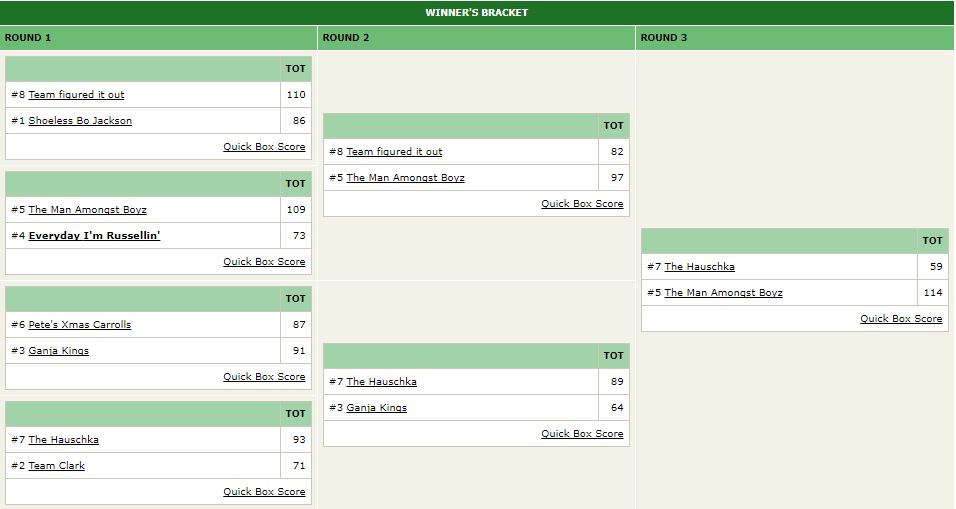 WINNER'S BRACKET
ROUND 1
TOT
#8 Team figured it out 110
#1 Shoeless Bo Jackson 86
Quick Box Score
TOT
#5 The Man Amongst Boyz 109
#4 Everyday I'm Russellin' 73
Quick Box Score
TOT
#6 Pete's Xmas Carrolls 87
#3 Ganja Kings 91
Quick Box Score
TOT
#7 The Hauschka 93
#2 Team Clark 71
Quick Box Score
ROUND 2
TOT
#8 Team figured it out 82
#5 The Man Amongst Boyz 97
Quick Box Score
TOT
#7 The Hauschka 89
#3 Ganja Kings 64
Quick Box Score
ROUND 3
TOT
#7 The Hauschka 59
#5 The Man Amongst Boyz 114
Quick Box Score